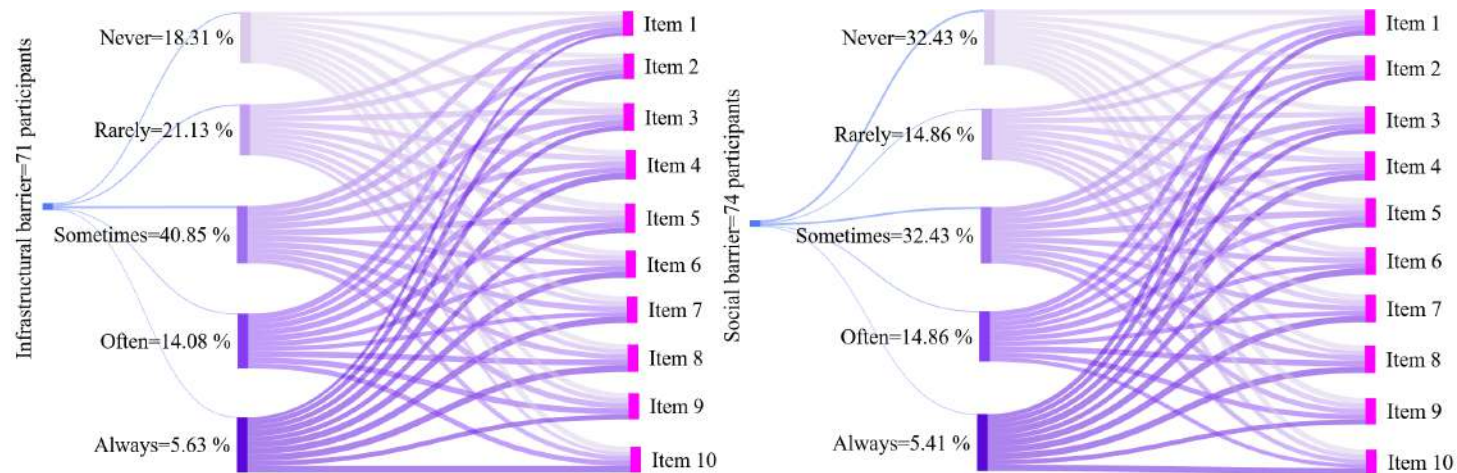 Infrastructural barrier=71 participants
Never=18.31 %
Rarely=21.13 %
Sometimes=40.85 %
Often=14.08 %
Always=5.63 %
Item 1
Item 2
Item 3
Item 4
Item 5
Item 6
Item 7
Item 8
Item 9
Item 10
Social barrier=74 participants
Never=32.43 %
Rarely=14.86 %
Sometimes=32.43 %
Often=14.86 %
Always=5.41 %
Item 1
Item 2
Item 3
Item 4
Item 5
Item 6
Item 7
Item 8
Item 9
Item 10